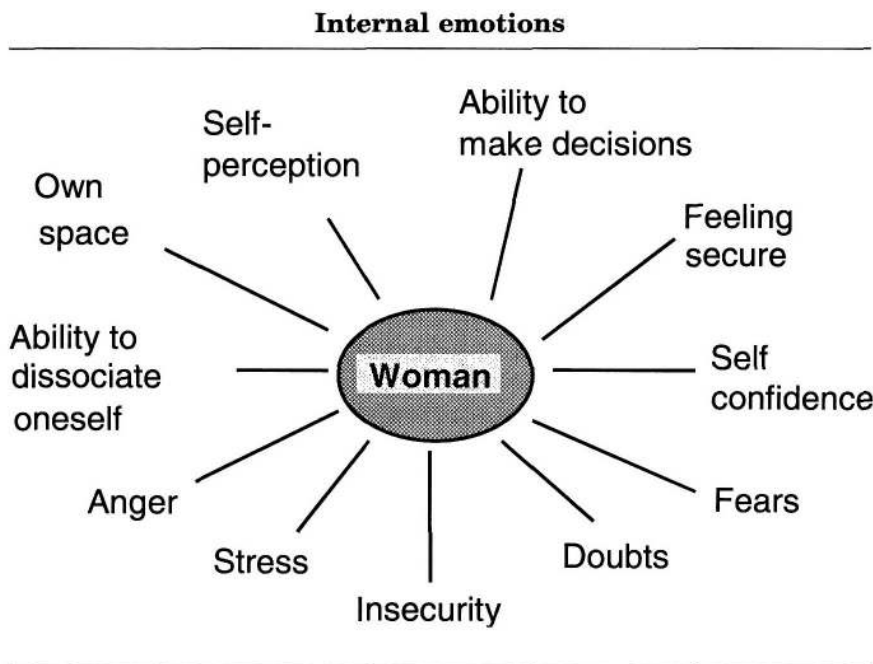 Internal emotions
Self-
perception
Ability to
make decisions
Own
space
Feeling
secure
Ability to
dissociate
oneself
Woman
Self
confidence
Anger
Fears
Stress
Doubts
Insecurity